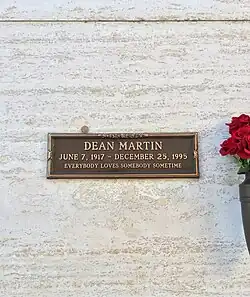 DEAN MARTIN
JUNE 7, 1917 - DECEMBER 25, 1995
EVERYBODY LOVES SOMEBODY SOMETIME